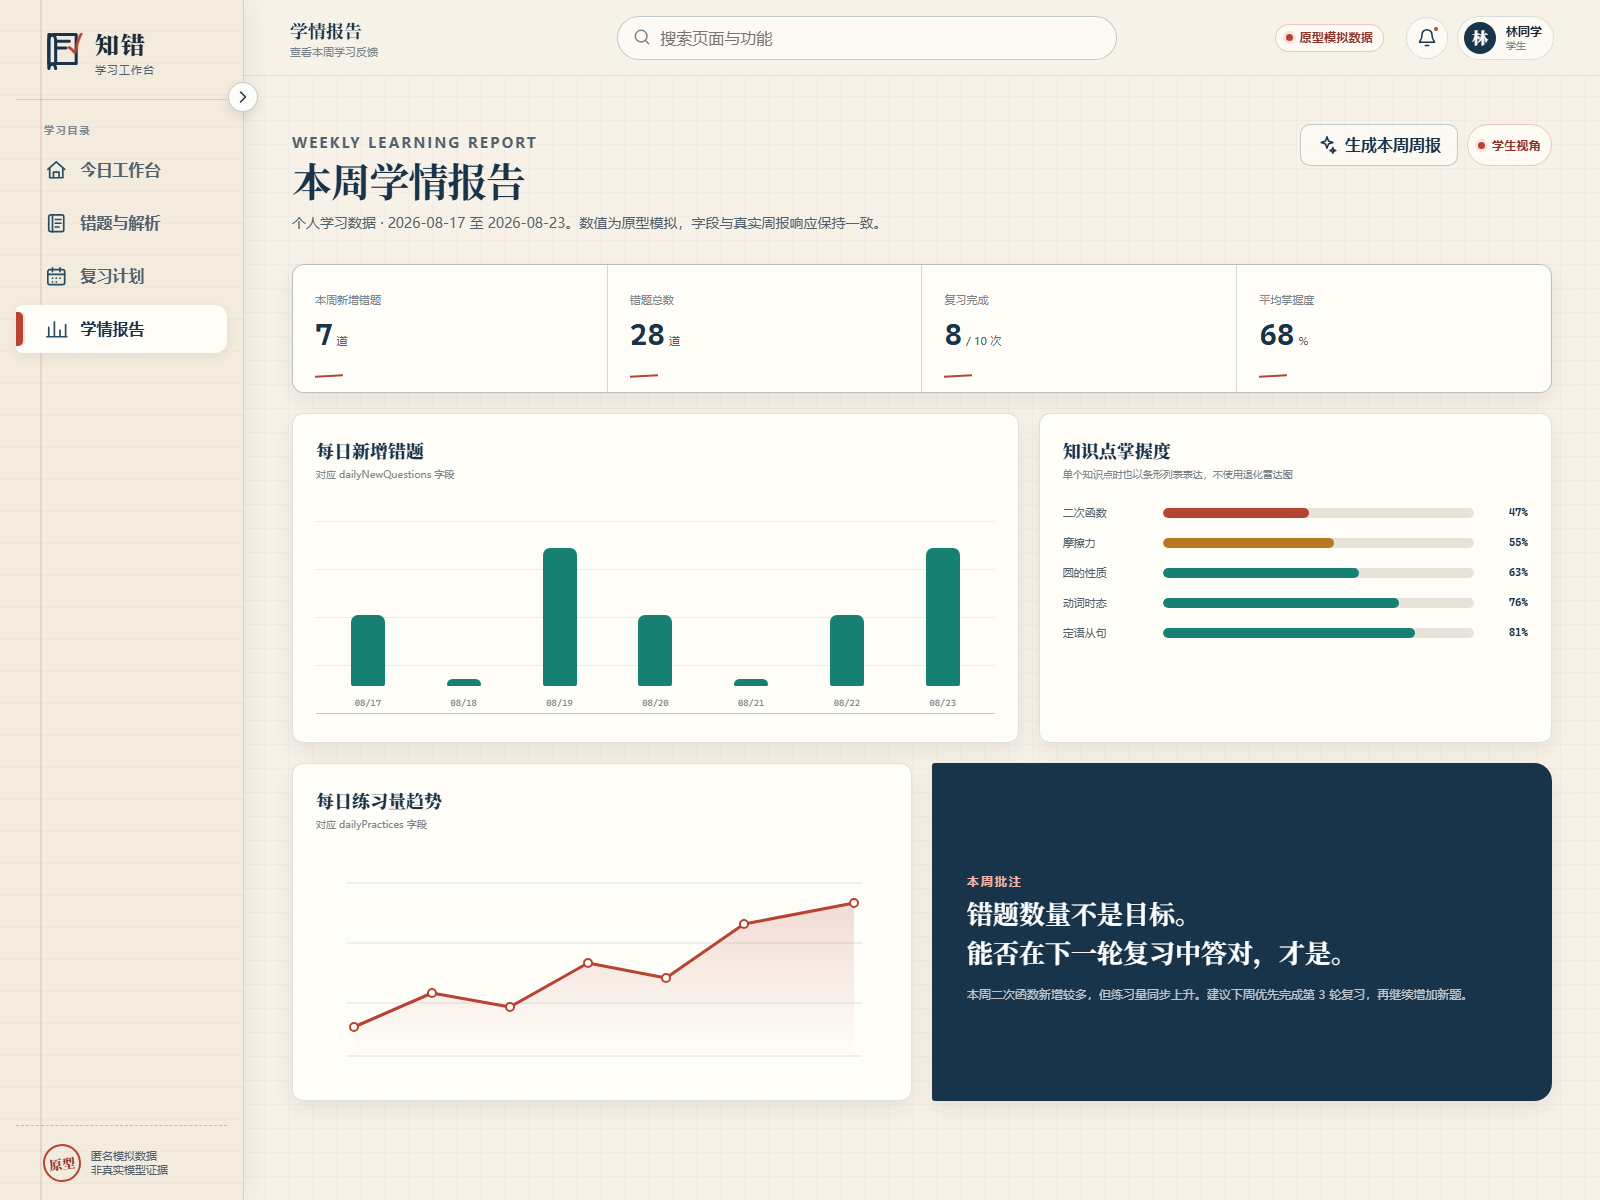 知错
学习工作台
学习目录
今日工作台
错题与解析
复习计划
学情报告
原型
匿名模拟数据
非真实模型证据
学情报告
查看本周学习反馈
搜索页面与功能
原型模拟数据
林
林同学
学生
WEEKLY LEARNING REPORT
本周学情报告
个人学习数据 · 2026-08-17 至 2026-08-23。数值为原型模拟，字段与真实周报响应保持一致。
生成本周周报
学生视角
本周新增错题
7 道
错题总数
28 道
复习完成
8 / 10 次
平均掌握度
68 %
每日新增错题
对应 dailyNewQuestions 字段
08/17 08/18 08/19 08/20 08/21 08/22 08/23
知识点掌握度
单个知识点时也以条形列表表达，不使用退化雷达图
二次函数 47%
摩擦力 55%
圆的性质 63%
动词时态 76%
定语从句 81%
每日练习量趋势
对应 dailyPractices 字段
本周批注
错题数量不是目标。
能否在下一轮复习中答对，才是。
本周二次函数新增较多，但练习量同步上升。建议下周优先完成第 3 轮复习，再继续增加新题。